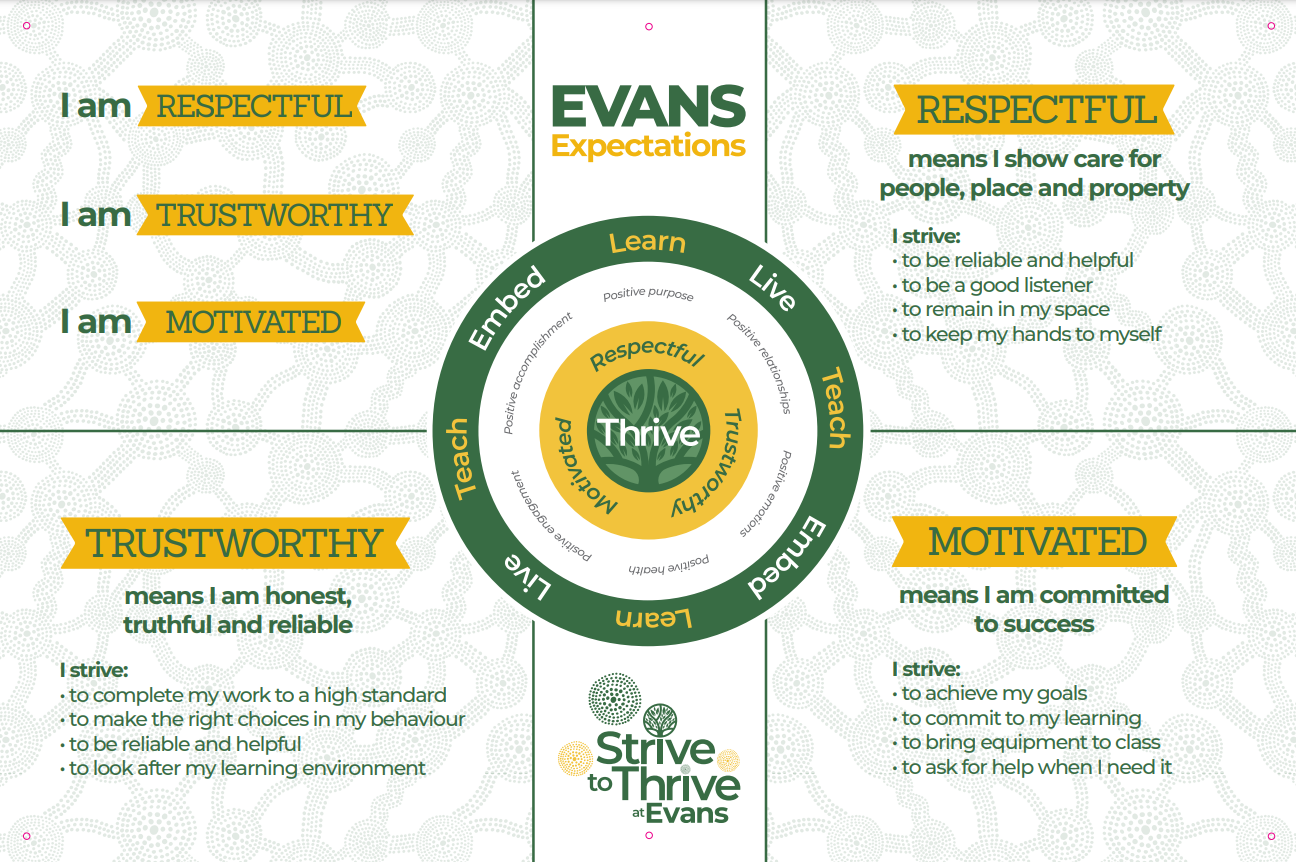 I am RESPECTFUL
I am TRUSTWORTHY
I am MOTIVATED
EVANS
Expectations
RESPECTFUL
means I show care for
people, place and property
I strive:
• to be reliable and helpful
• to be a good listener
• to remain in my space
• to keep my hands to myself
Learn
Live
Teach
Embed
Learn
Live
Teach
Embed
Positive purpose
Positive relationships
positive emotions
positive health
positive engagement
Positive accomplishment
Respectful
Trustworthy
Motivated
Thrive
TRUSTWORTHY
means I am honest,
truthful and reliable
I strive:
• to complete my work to a high standard
• to make the right choices in my behaviour
• to be reliable and helpful
• to look after my learning environment
Strive
to Thrive
at Evans
MOTIVATED
means I am committed
to success
I strive:
• to achieve my goals
• to commit to my learning
• to bring equipment to class
• to ask for help when I need it